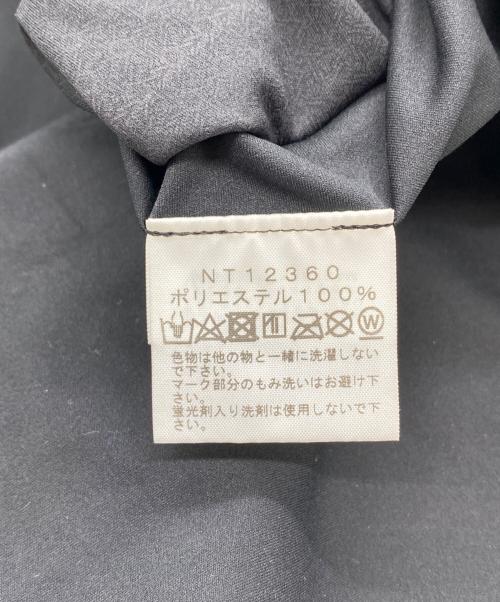 NT12360
ポリエステル100%
W
色物は他の物と一緒に洗濯しない
で下さい。
マーク部分のもみ洗いはお避け下
さい。
蛍光剤入り洗剤は使用しないで下
さい。